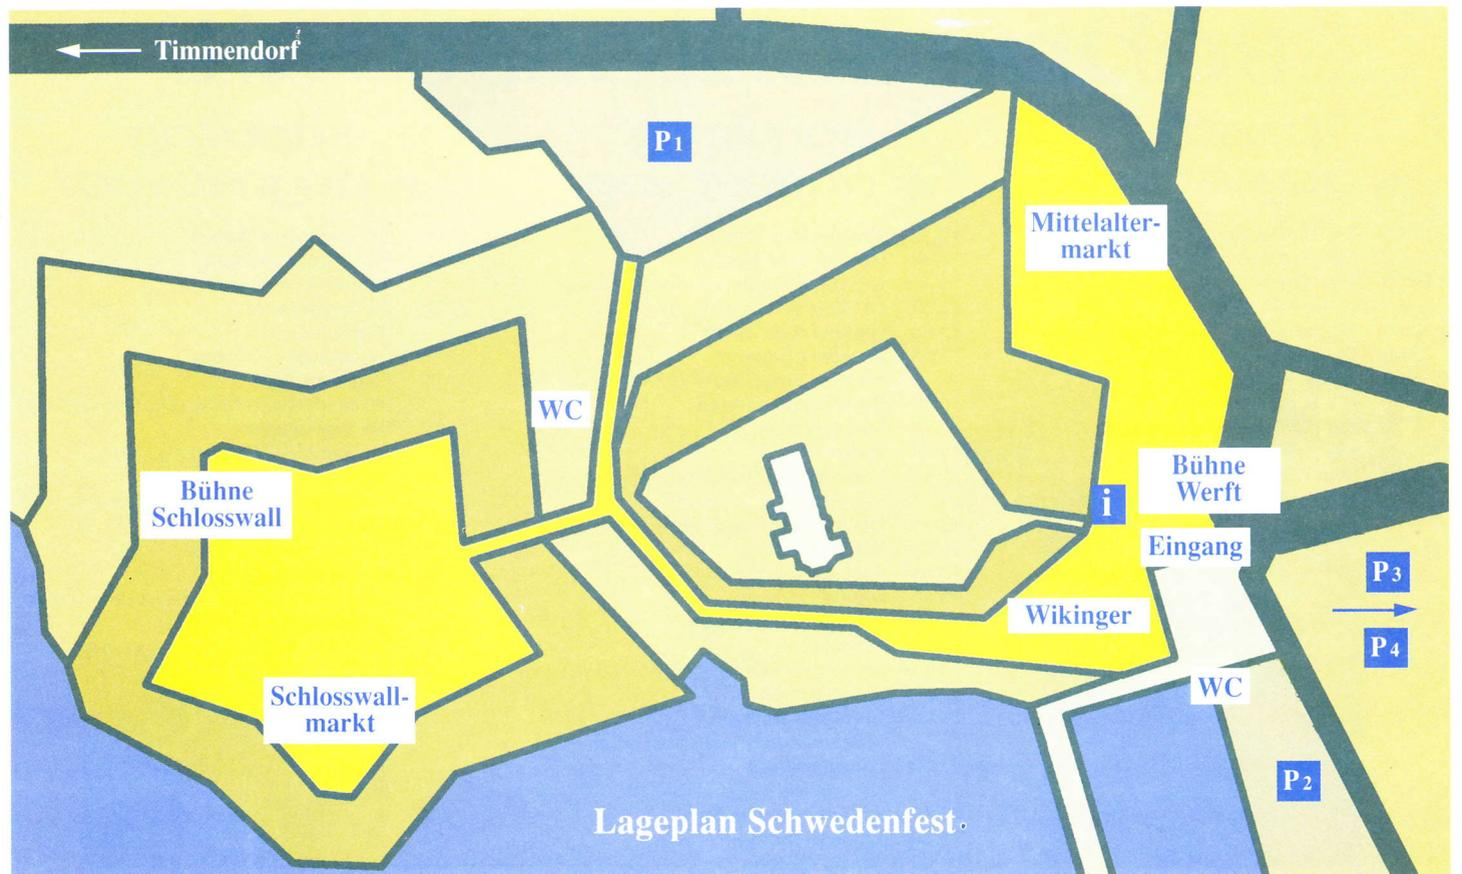 Timmendorf
P1
Mittelalter-
markt
WC
Bühne
Schlosswall
Bühne
Werft
i
Eingang
P3
Wikinger
P4
Schlosswall-
markt
WC
P2
Lageplan Schwedenfest